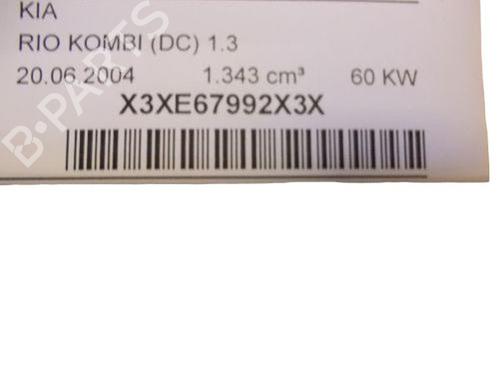 KIA
RIO KOMBI (DC) 1.3
20.06.2004 1.343 cm³ 60 KW
X3XE67992X3X
B-PARTS